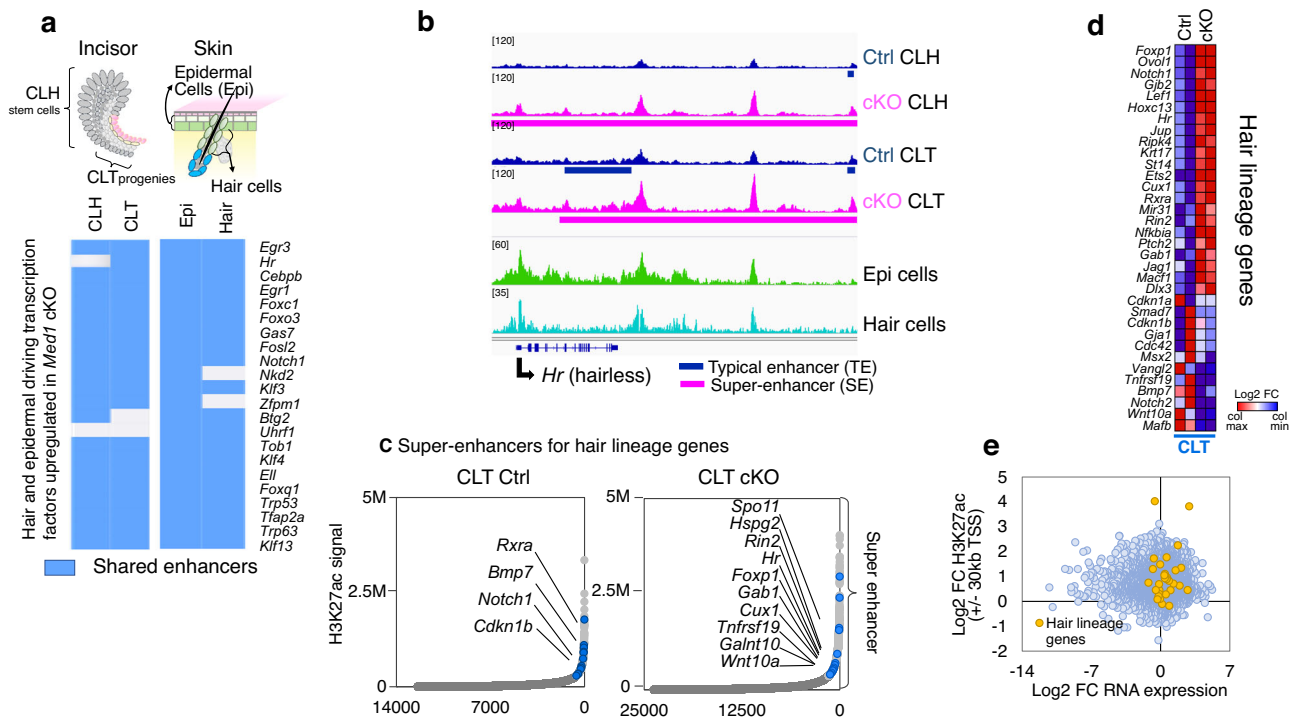 a
Incisor
Skin
Epidermal
Cells (Epi)
CLH
stem cells
CLT progenies
Hair cells
CLH
CLT
Epi
Hair
Hair and epidermal driving transcription
factors upregulated in Med1 cKO
Egr3
Hr
Cebpb
Egr1
Foxc1
Foxo3
Gas7
Fosl2
Notch1
Nkd2
Klf3
Zfpm1
Btg2
Uhrf1
Tob1
Klf4
Ell
Foxq1
Trp53
Tfap2a
Trp63
Klf13
Shared enhancers
b
[120]
Ctrl CLH
[120]
cKO CLH
[120]
Ctrl CLT
[120]
cKO CLT
[60]
Epi cells
[35]
Hair cells
Hr (hairless)
Typical enhancer (TE)
Super-enhancer (SE)
c Super-enhancers for hair lineage genes
CLT Ctrl
CLT cKO
H3K27ac signal
5M
2.5M
0
14000
7000
0
Rxra
Bmp7
Notch1
Cdkn1b
5M
2.5M
0
25000
12500
0
Spo11
Hspg2
Rin2
Hr
Foxp1
Gab1
Cux1
Tnfrsf19
Galnt10
Wnt10a
Super enhancer
d
Ctrl
cKO
Foxp1
Ovol1
Notch1
Gjb2
Lef1
Hoxc13
Hr
Jup
Ripk4
Krt17
St14
Ets2
Cux1
Rxra
Mir31
Rin2
Nfkbia
Ptch2
Gab1
Jag1
Macf1
Dlx3
Cdkn1a
Smad7
Cdkn1b
Gja1
Cdc42
Msx2
Vangl2
Tnfrsf19
Bmp7
Notch2
Wnt10a
Mafb
CLT
Hair lineage genes
Log2 FC
col
max
col
min
e
Log2 FC H3K27ac
(+/- 30kb TSS)
5
4
3
2
1
0
-1
-2
Hair lineage
genes
-14
-7
0
7
Log2 FC RNA expression